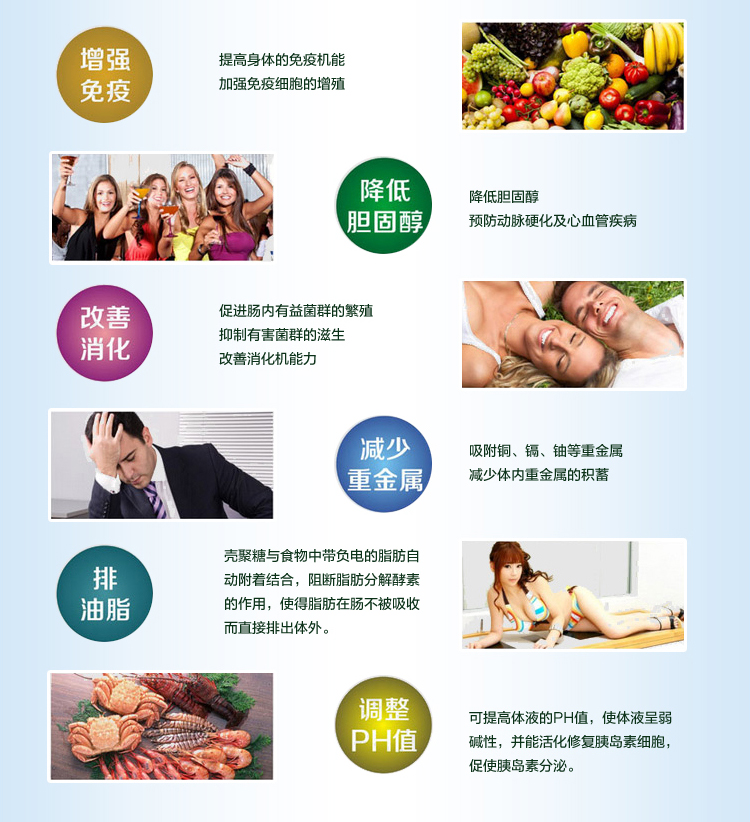 增强
免疫
提高身体的免疫机能
加强免疫细胞的增殖
降低
胆固醇
降低胆固醇
预防动脉硬化及心血管疾病
改善
消化
促进肠内有益菌群的繁殖
抑制有害菌群的滋生
改善消化机能力
减少
重金属
吸附铜、镉、铀等重金属
减少体内重金属的积蓄
排
油脂
壳聚糖与食物中带负电的脂肪自
动附着结合，阻断脂肪分解酵素
的作用，使得脂肪在肠不被吸收
而直接排出体外。
调整
PH值
可提高体液的PH值，使体液呈弱
碱性，并能活化修复胰岛素细胞，
促使胰岛素分泌。